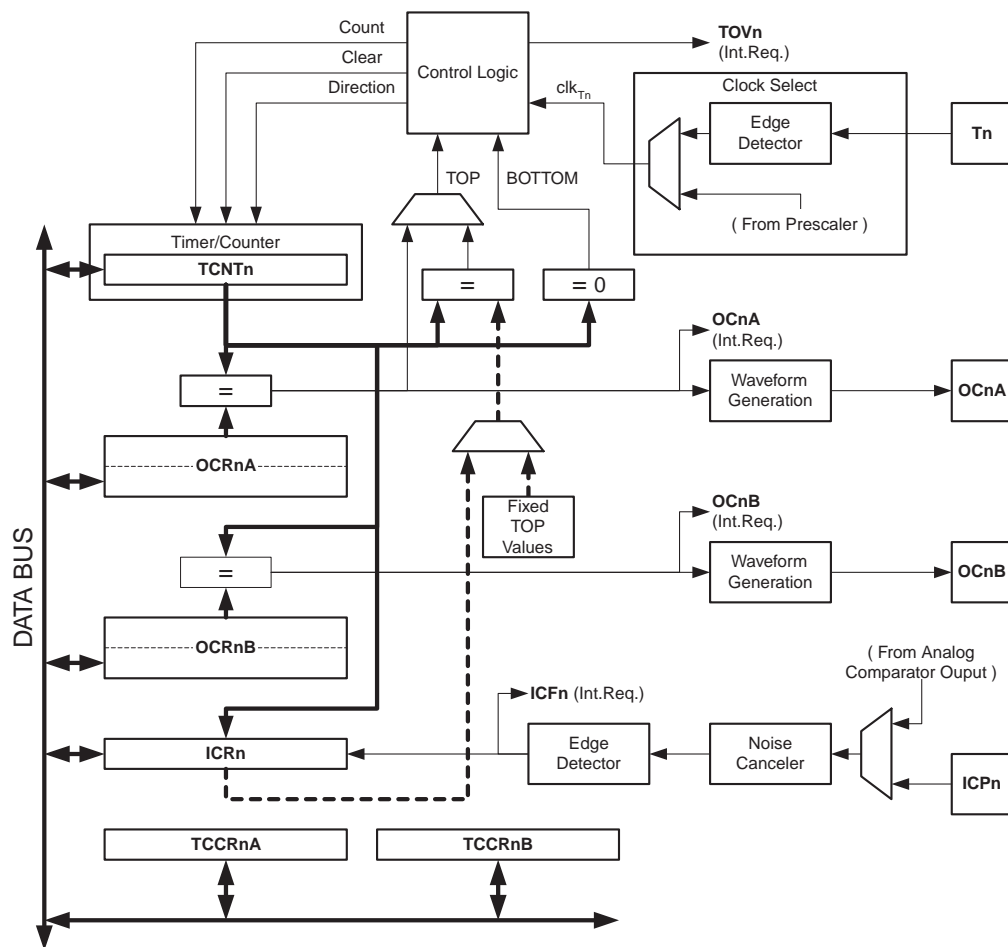 Count
Clear
Direction
Control Logic
TOVn
(Int.Req.)
clkTn
Clock Select
Edge
Detector
Tn
( From Prescaler )
TOP
BOTTOM
Timer/Counter
TCNTn
=
= 0
OCnA
(Int.Req.)
=
Waveform
Generation
OCnA
OCRnA
Fixed
TOP
Values
OCnB
(Int.Req.)
=
Waveform
Generation
OCnB
DATA BUS
OCRnB
( From Analog
Comparator Ouput )
ICFn (Int.Req.)
ICRn
Edge
Detector
Noise
Canceler
ICPn
TCCRnA
TCCRnB